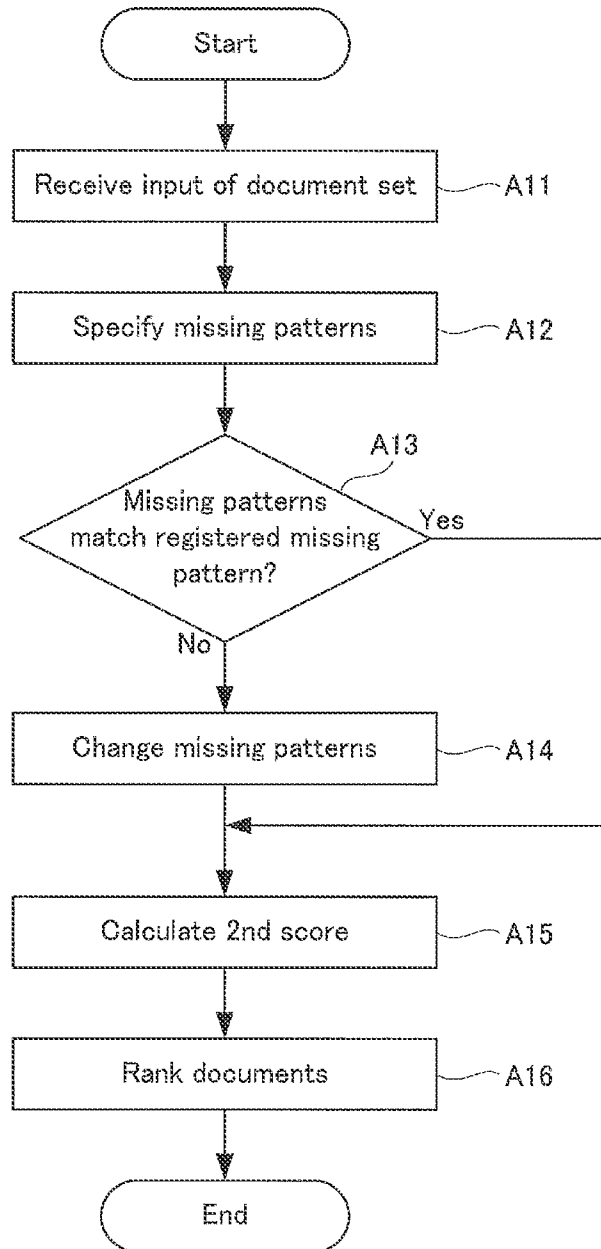 Start
Receive input of document set
A11
Specify missing patterns
A12
A13
Missing patterns
match registered missing
pattern?
Yes
No
Change missing patterns
A14
Calculate 2nd score
A15
Rank documents
A16
End